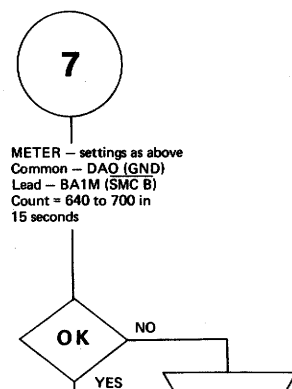 7
METER — settings as above
Common — DAO (GND)
Lead — BA1M (SMC B)
Count = 640 to 700 in
15 seconds
OK
NO
YES